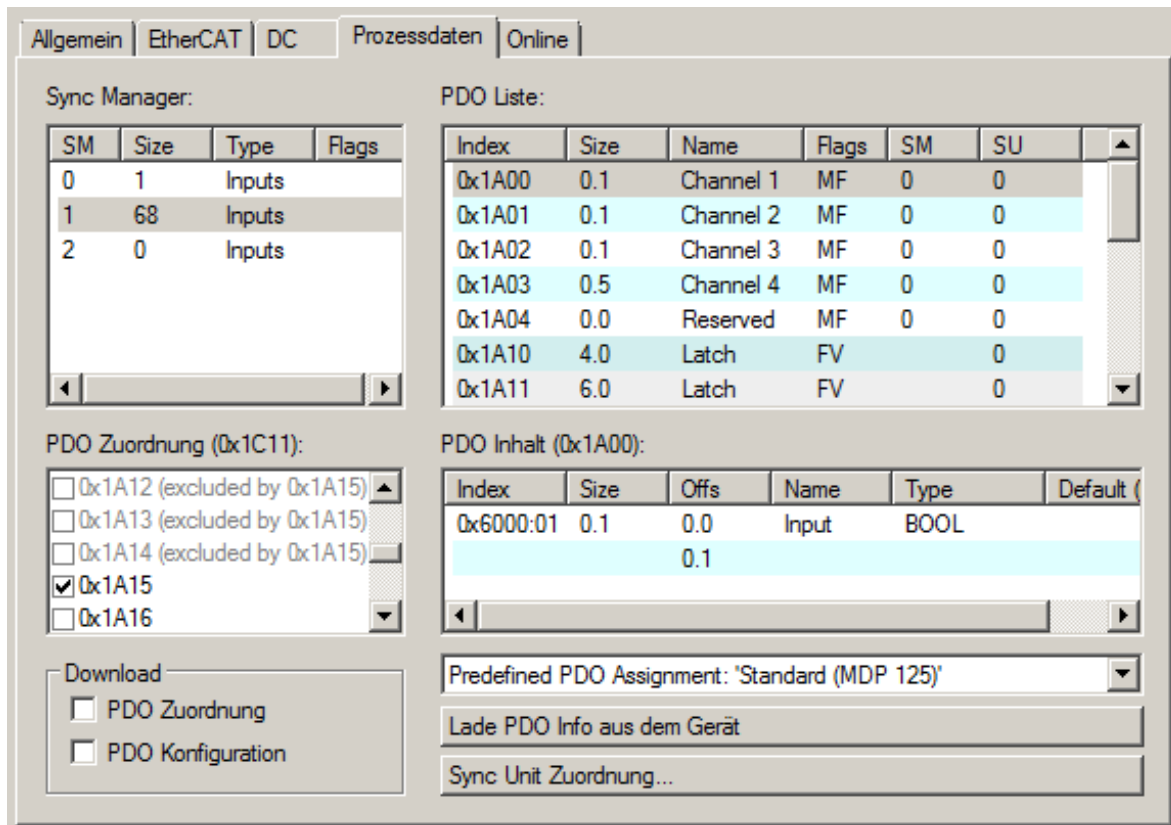 Allgemein EtherCAT DC Prozessdaten Online
Sync Manager:
SM Size Type Flags
0 1 Inputs
1 68 Inputs
2 0 Inputs
PDO Liste:
Index Size Name Flags SM SU
0x1A00 0.1 Channel 1 MF 0 0
0x1A01 0.1 Channel 2 MF 0 0
0x1A02 0.1 Channel 3 MF 0 0
0x1A03 0.5 Channel 4 MF 0 0
0x1A04 0.0 Reserved MF 0 0
0x1A10 4.0 Latch FV 0
0x1A11 6.0 Latch FV 0
PDO Zuordnung (0x1C11):
0x1A12 (excluded by 0x1A15)
0x1A13 (excluded by 0x1A15)
0x1A14 (excluded by 0x1A15)
0x1A15
0x1A16
PDO Inhalt (0x1A00):
Index Size Offs Name Type Default (
0x6000:01 0.1 0.0 Input BOOL
0.1
Download
PDO Zuordnung
PDO Konfiguration
Predefined PDO Assignment: 'Standard (MDP 125)'
Lade PDO Info aus dem Gerät
Sync Unit Zuordnung...